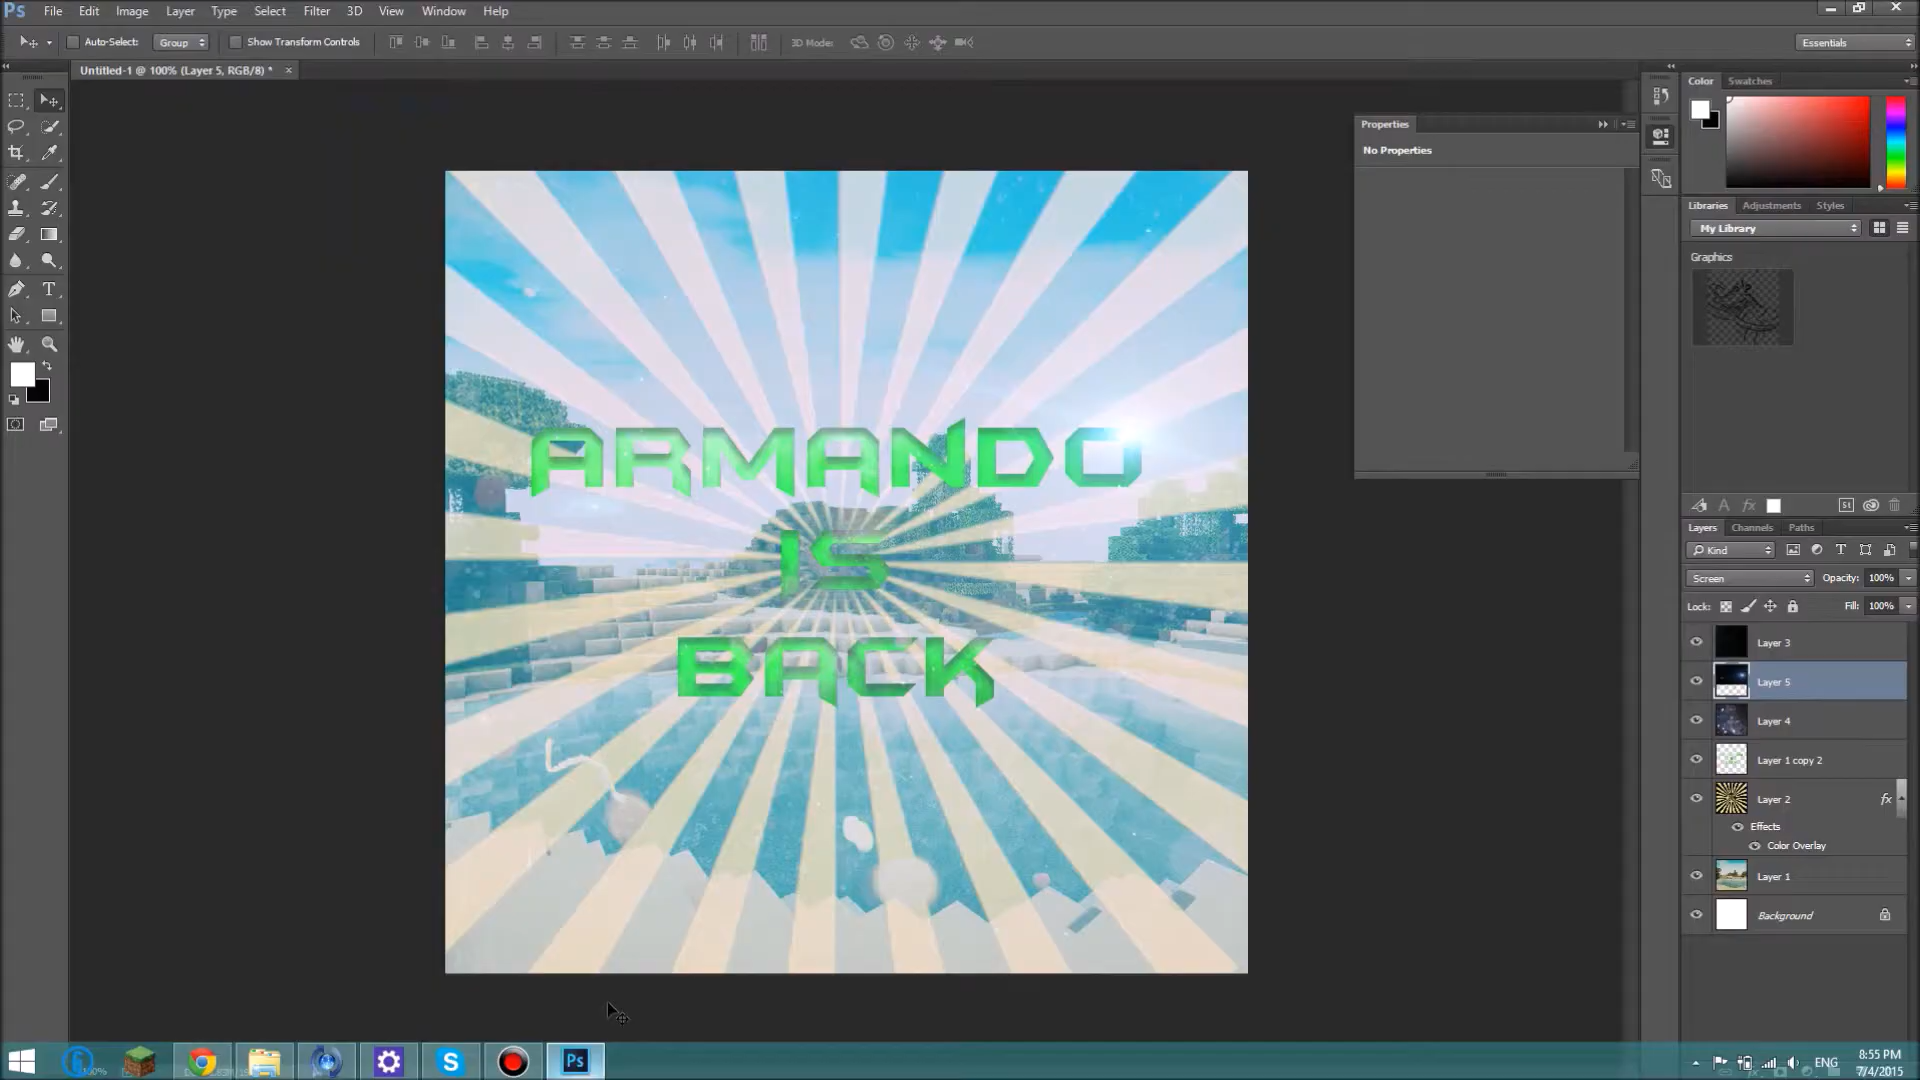 Ps File Edit Image Layer Type Select Filter 3D View Window Help
Auto-Select: Group Show Transform Controls 3D Mode: Essentials
Untitled-1 @ 100% (Layer 5, RGB/8) * ×
Color Swatches
Properties
No Properties
Libraries Adjustments Styles
My Library
Graphics
ARMANDO
IS
BACK
Layers Channels Paths
Kind
Screen Opacity: 100%
Lock: Fill: 100%
Layer 3
Layer 5
Layer 4
Layer 1 copy 2
Layer 2 fx
Effects
Color Overlay
Layer 1
Background
Ps ENG 8:55 PM
7/4/2015
100%